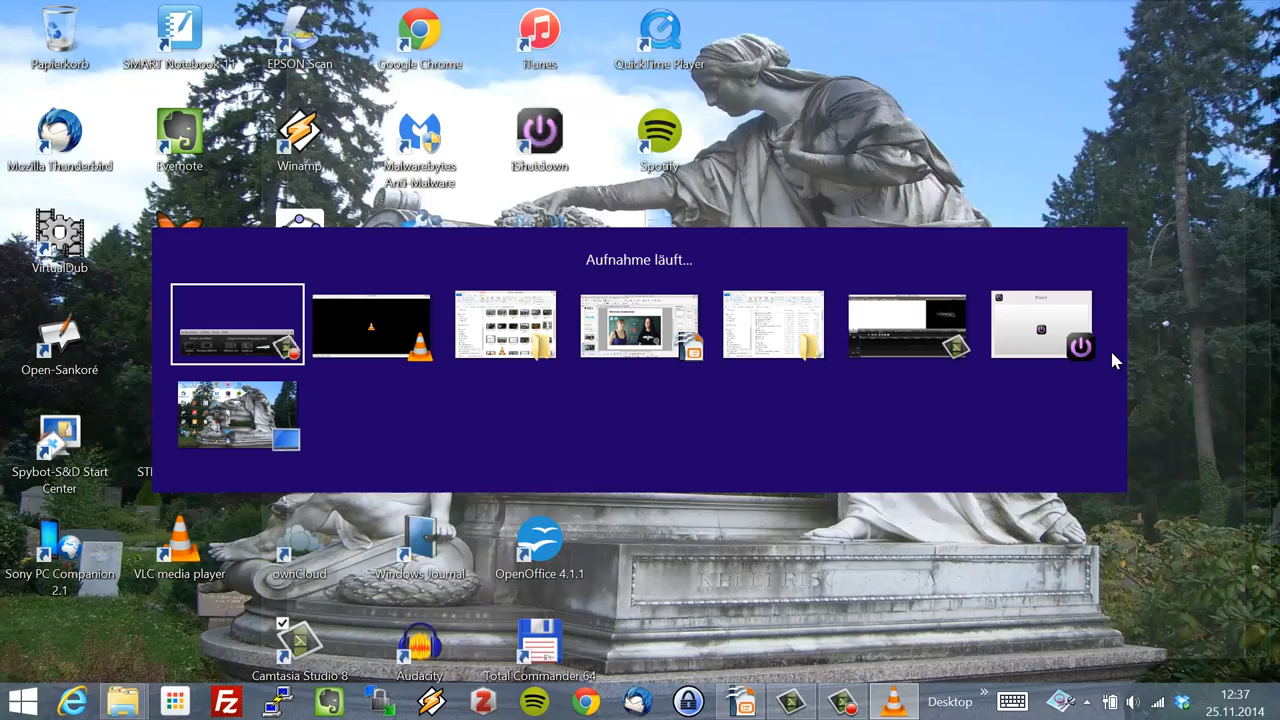 Papierkorb
SMART Notebook 11
EPSON Scan
Google Chrome
iTunes
QuickTime Player
Mozilla Thunderbird
Evernote
Winamp
Malwarebytes
Anti-Malware
iShutdown
Spotify
VirtualDub
Aufnahme läuft...
Open-Sankoré
Spybot-S&D Start
Center
Sony PC Companion
2.1
VLC media player
ownCloud
Windows Journal
OpenOffice 4.1.1
Camtasia Studio 8
Audacity
Total Commander 64
Desktop
12:37
25.11.2014